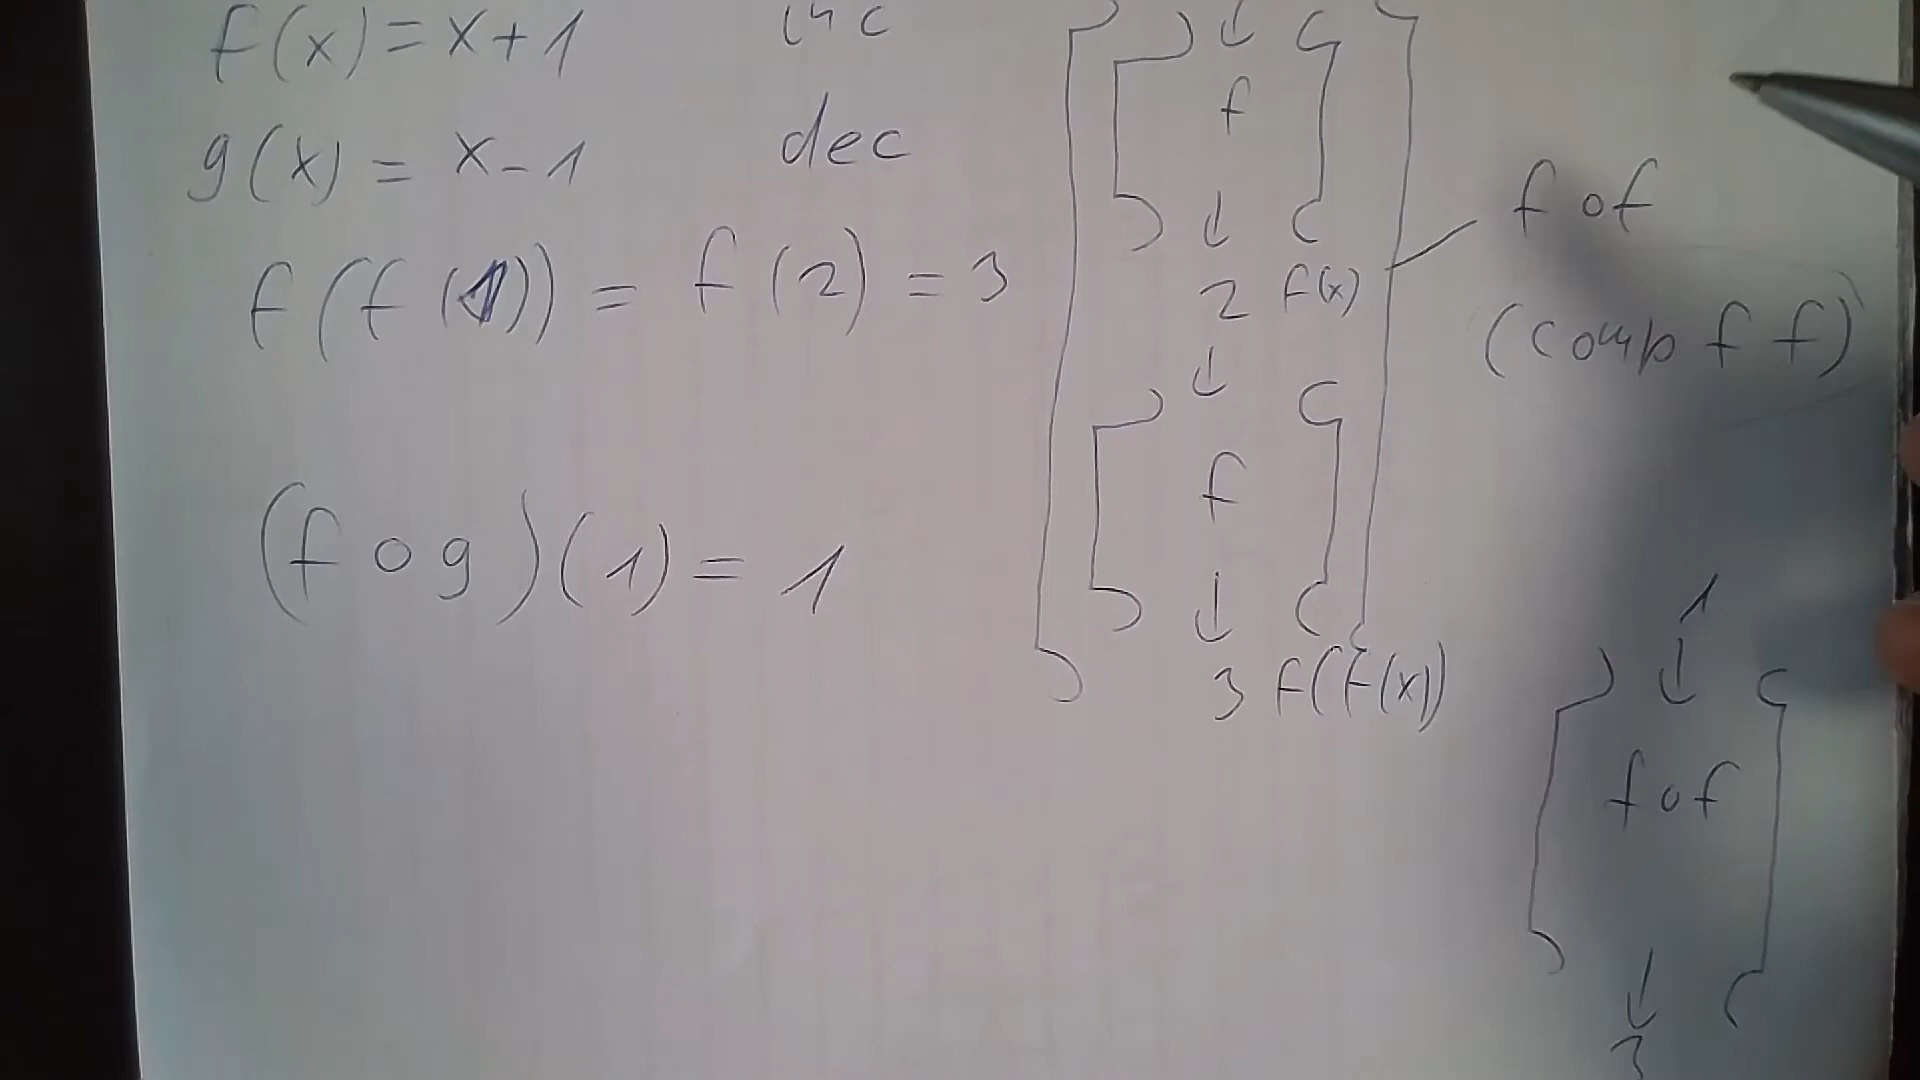 f(x) = x + 1
inc
g(x) = x - 1
dec
f(f(1)) = f(2) = 3
(f o g)(1) = 1
↓
f
↓
2 f(x)
↓
f
↓
3 f(f(x))
f o f
(comp f f)
1
↓
f o f
↓
3